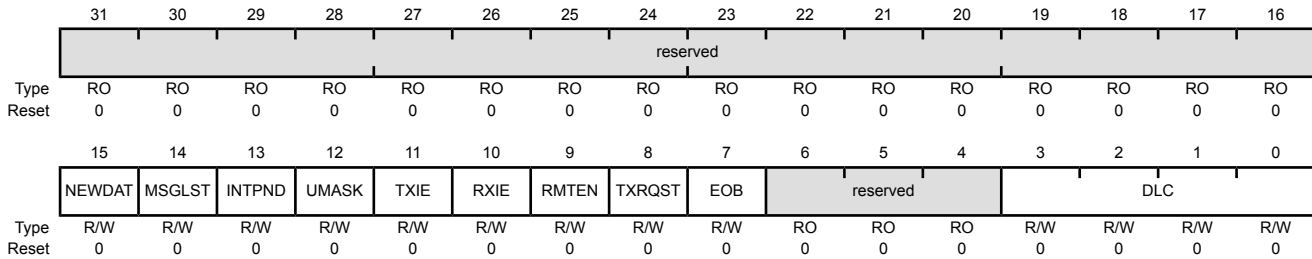 31 30 29 28 27 26 25 24 23 22 21 20 19 18 17 16
reserved
Type RO RO RO RO RO RO RO RO RO RO RO RO RO RO RO RO
Reset 0 0 0 0 0 0 0 0 0 0 0 0 0 0 0 0
15 14 13 12 11 10 9 8 7 6 5 4 3 2 1 0
NEWDAT MSGLST INTPND UMASK TXIE RXIE RMTEN TXRQST EOB reserved DLC
Type R/W R/W R/W R/W R/W R/W R/W R/W R/W RO RO RO R/W R/W R/W R/W
Reset 0 0 0 0 0 0 0 0 0 0 0 0 0 0 0 0